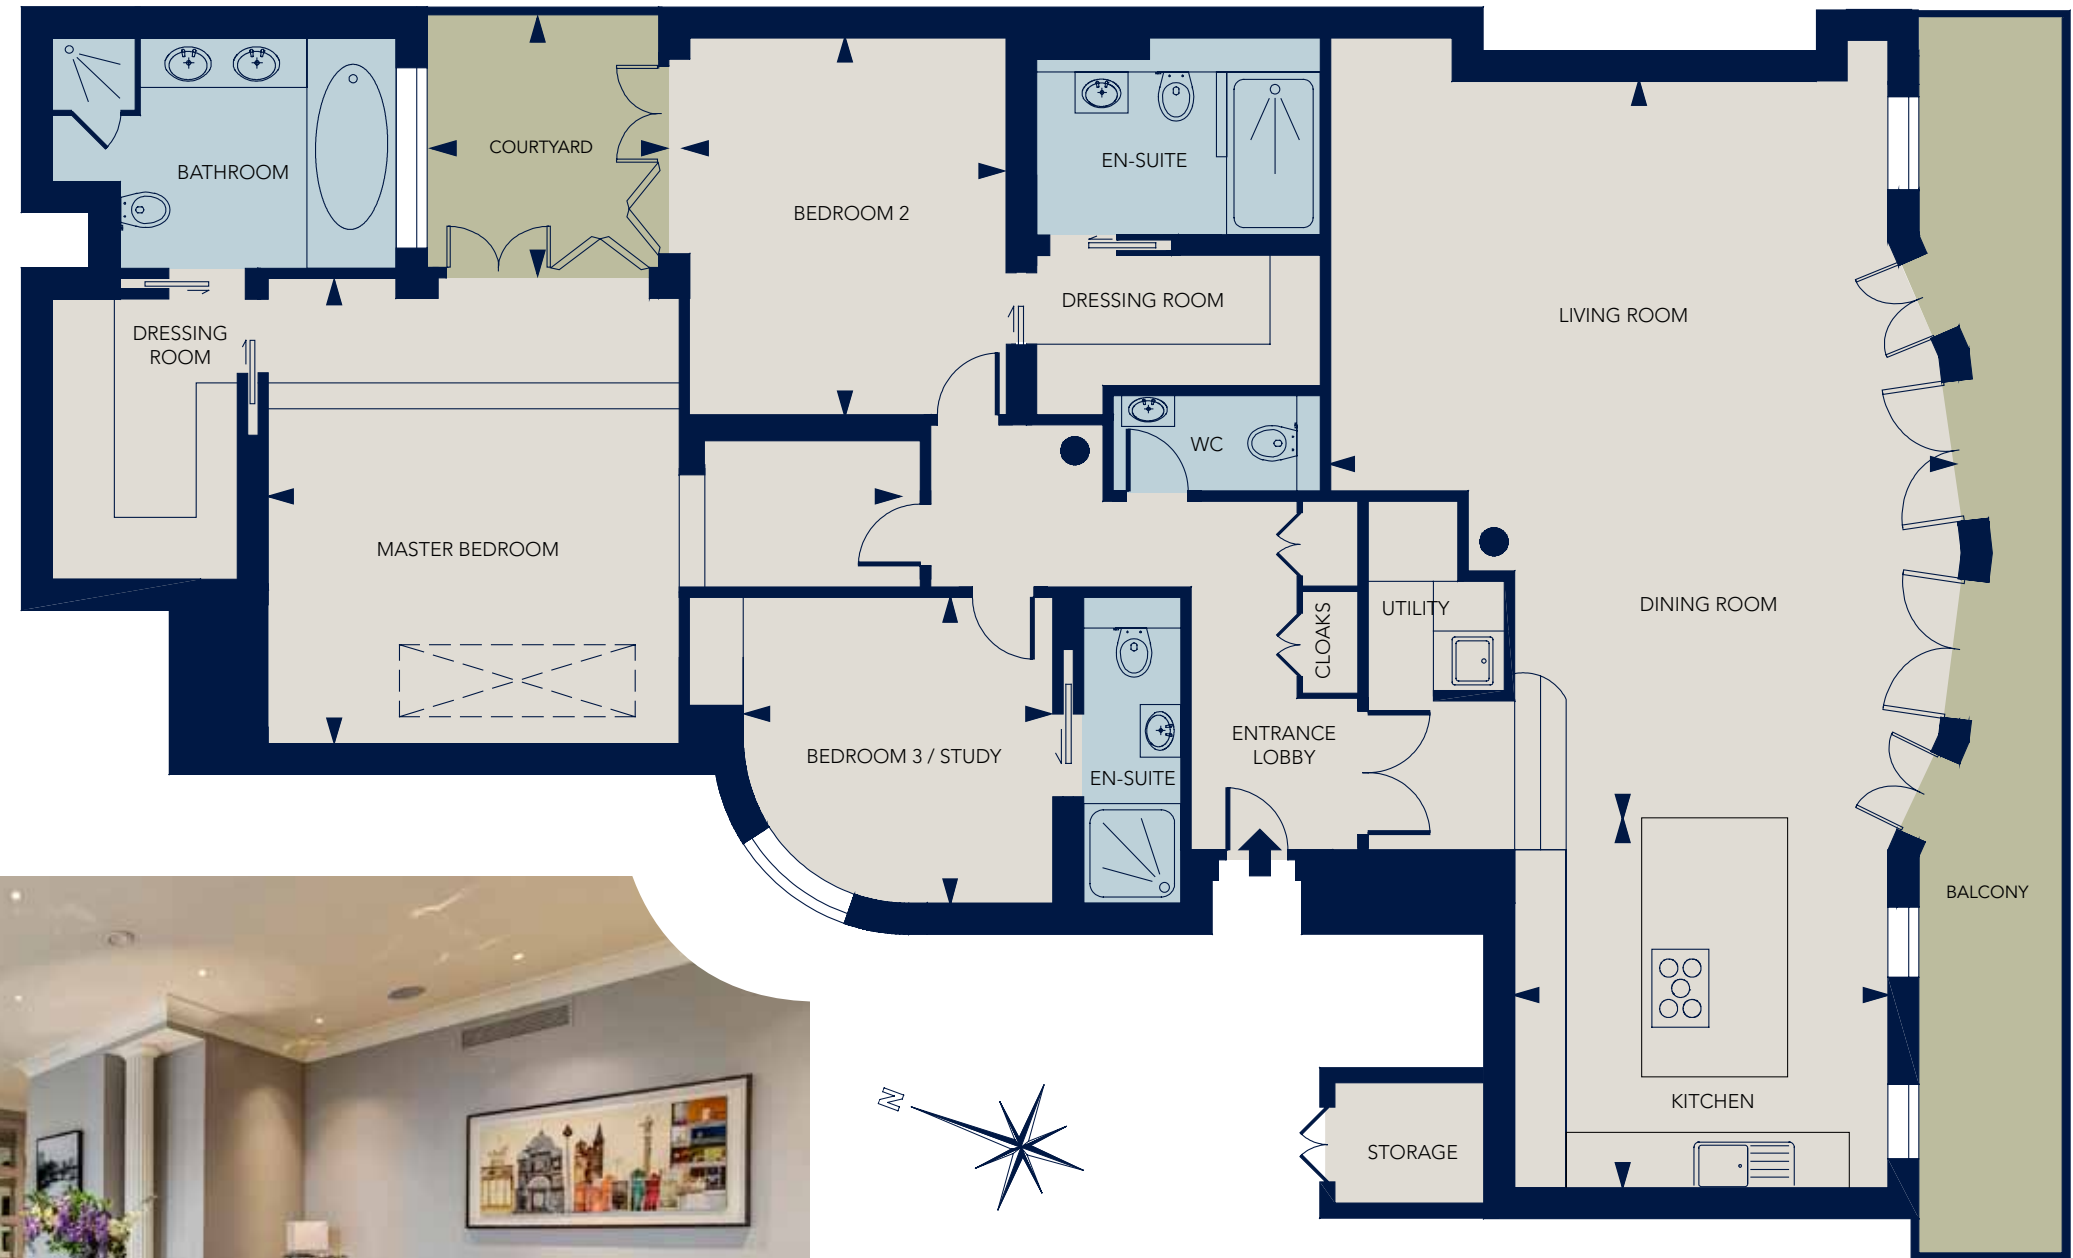 COURTYARD
BATHROOM
EN-SUITE
BEDROOM 2
DRESSING
ROOM
DRESSING ROOM
LIVING ROOM
WC
MASTER BEDROOM
CLOAKS
UTILITY
DINING ROOM
ENTRANCE
LOBBY
BEDROOM 3 / STUDY
EN-SUITE
BALCONY
N
KITCHEN
STORAGE